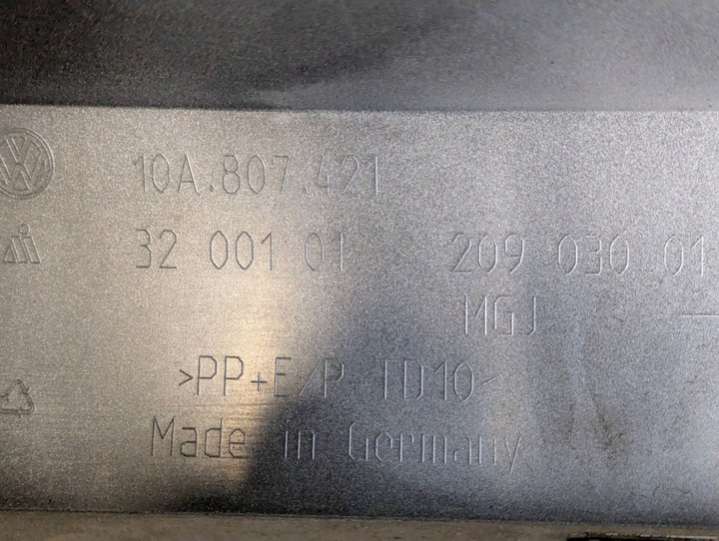 10A.807.421
32 001 01 209 030 01
MGJ
>PP+E/P TD10<
Made in Germany